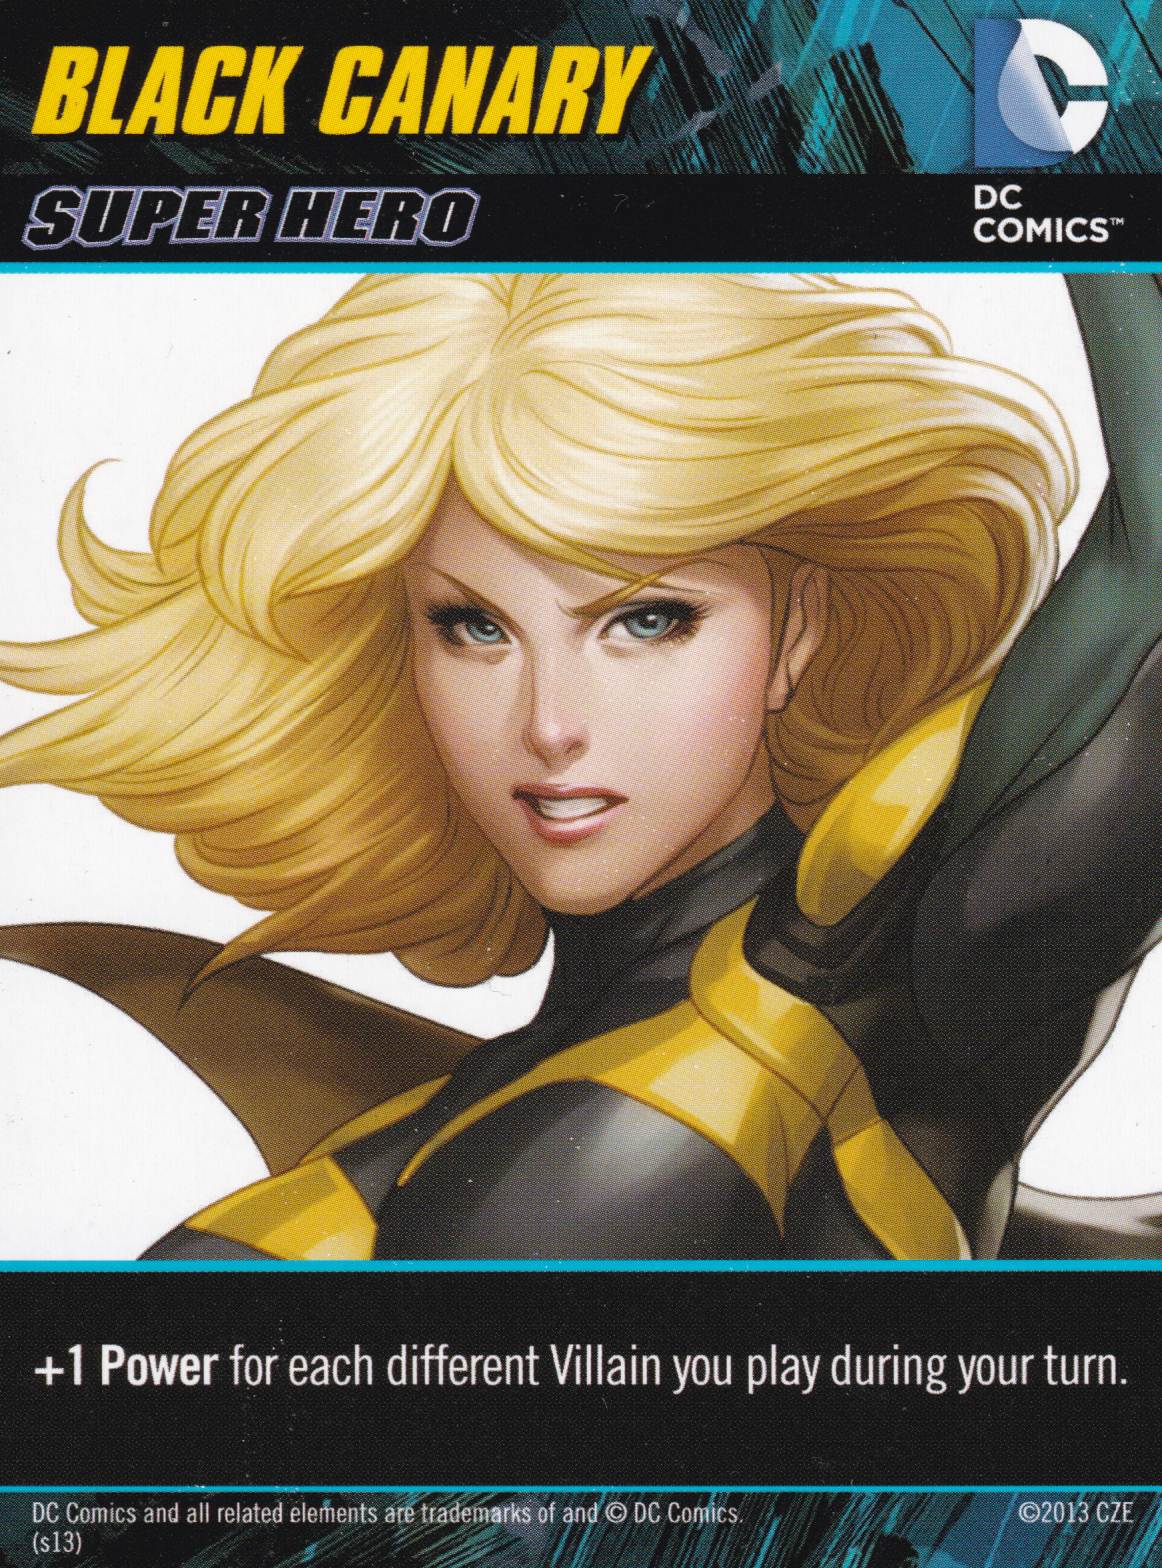 BLACK CANARY
SUPER HERO
DC
COMICS™
+1 Power for each different Villain you play during your turn.
DC Comics and all related elements are trademarks of and © DC Comics.
(s13)
©2013 CZE